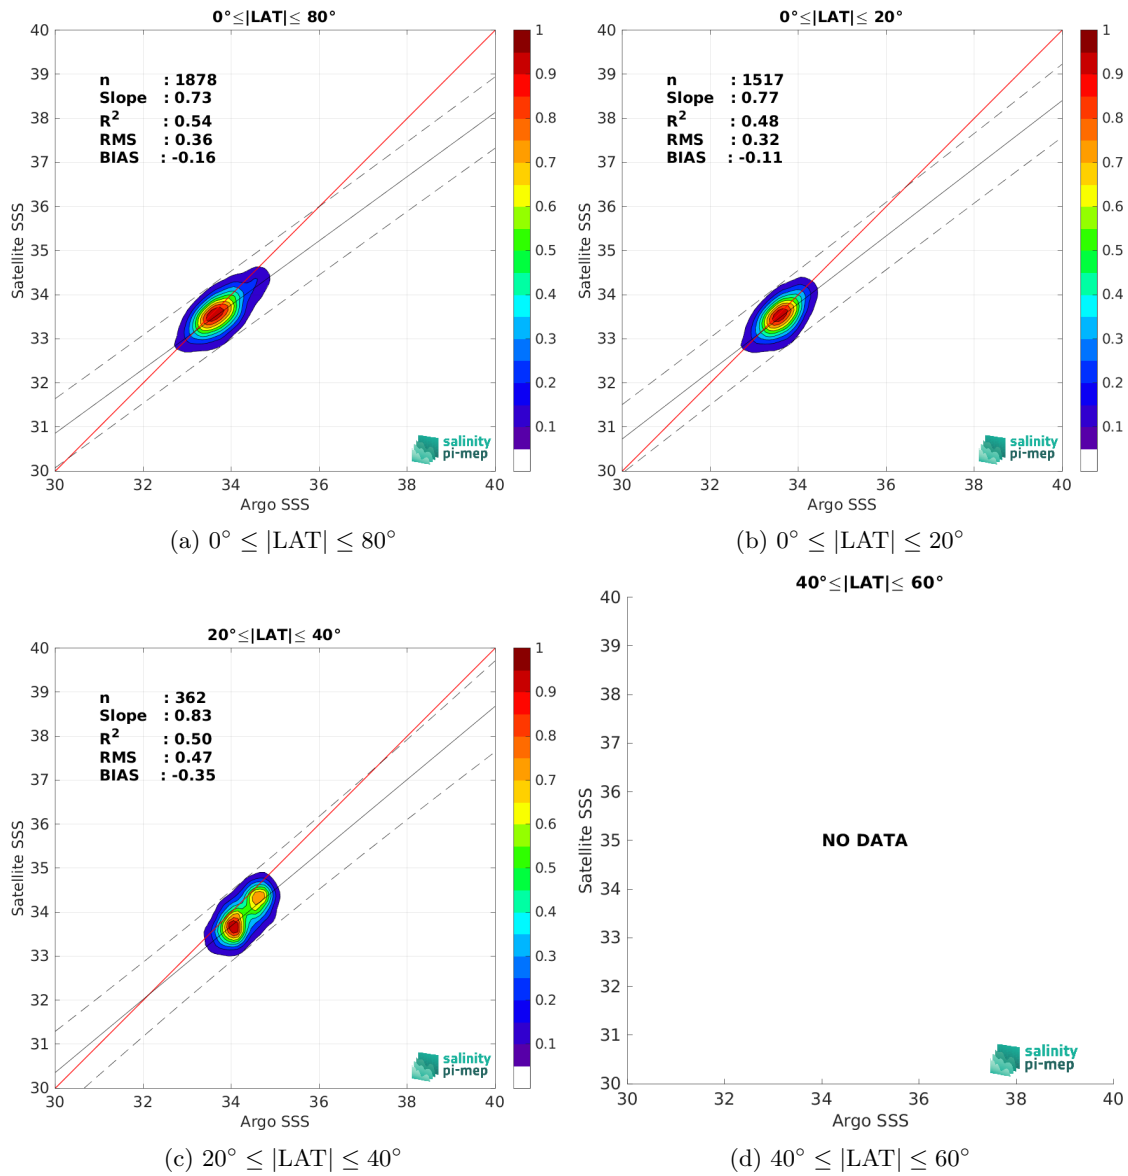 0°≤|LAT|≤ 80°
40
39
38
37
36
35
34
33
32
31
30
Satellite SSS
n : 1878
Slope : 0.73
R² : 0.54
RMS : 0.36
BIAS : -0.16
salinity
pi-mep
30 32 34 36 38 40
Argo SSS
1
0.9
0.8
0.7
0.6
0.5
0.4
0.3
0.2
0.1
(a) 0° ≤ |LAT| ≤ 80°
0°≤|LAT|≤ 20°
40
39
38
37
36
35
34
33
32
31
30
Satellite SSS
n : 1517
Slope : 0.77
R² : 0.48
RMS : 0.32
BIAS : -0.11
salinity
pi-mep
30 32 34 36 38 40
Argo SSS
1
0.9
0.8
0.7
0.6
0.5
0.4
0.3
0.2
0.1
(b) 0° ≤ |LAT| ≤ 20°
20°≤|LAT|≤ 40°
40
39
38
37
36
35
34
33
32
31
30
Satellite SSS
n : 362
Slope : 0.83
R² : 0.50
RMS : 0.47
BIAS : -0.35
salinity
pi-mep
30 32 34 36 38 40
Argo SSS
1
0.9
0.8
0.7
0.6
0.5
0.4
0.3
0.2
0.1
(c) 20° ≤ |LAT| ≤ 40°
40°≤|LAT|≤ 60°
40
39
38
37
36
35
34
33
32
31
30
Satellite SSS
NO DATA
salinity
pi-mep
30 32 34 36 38 40
Argo SSS
(d) 40° ≤ |LAT| ≤ 60°